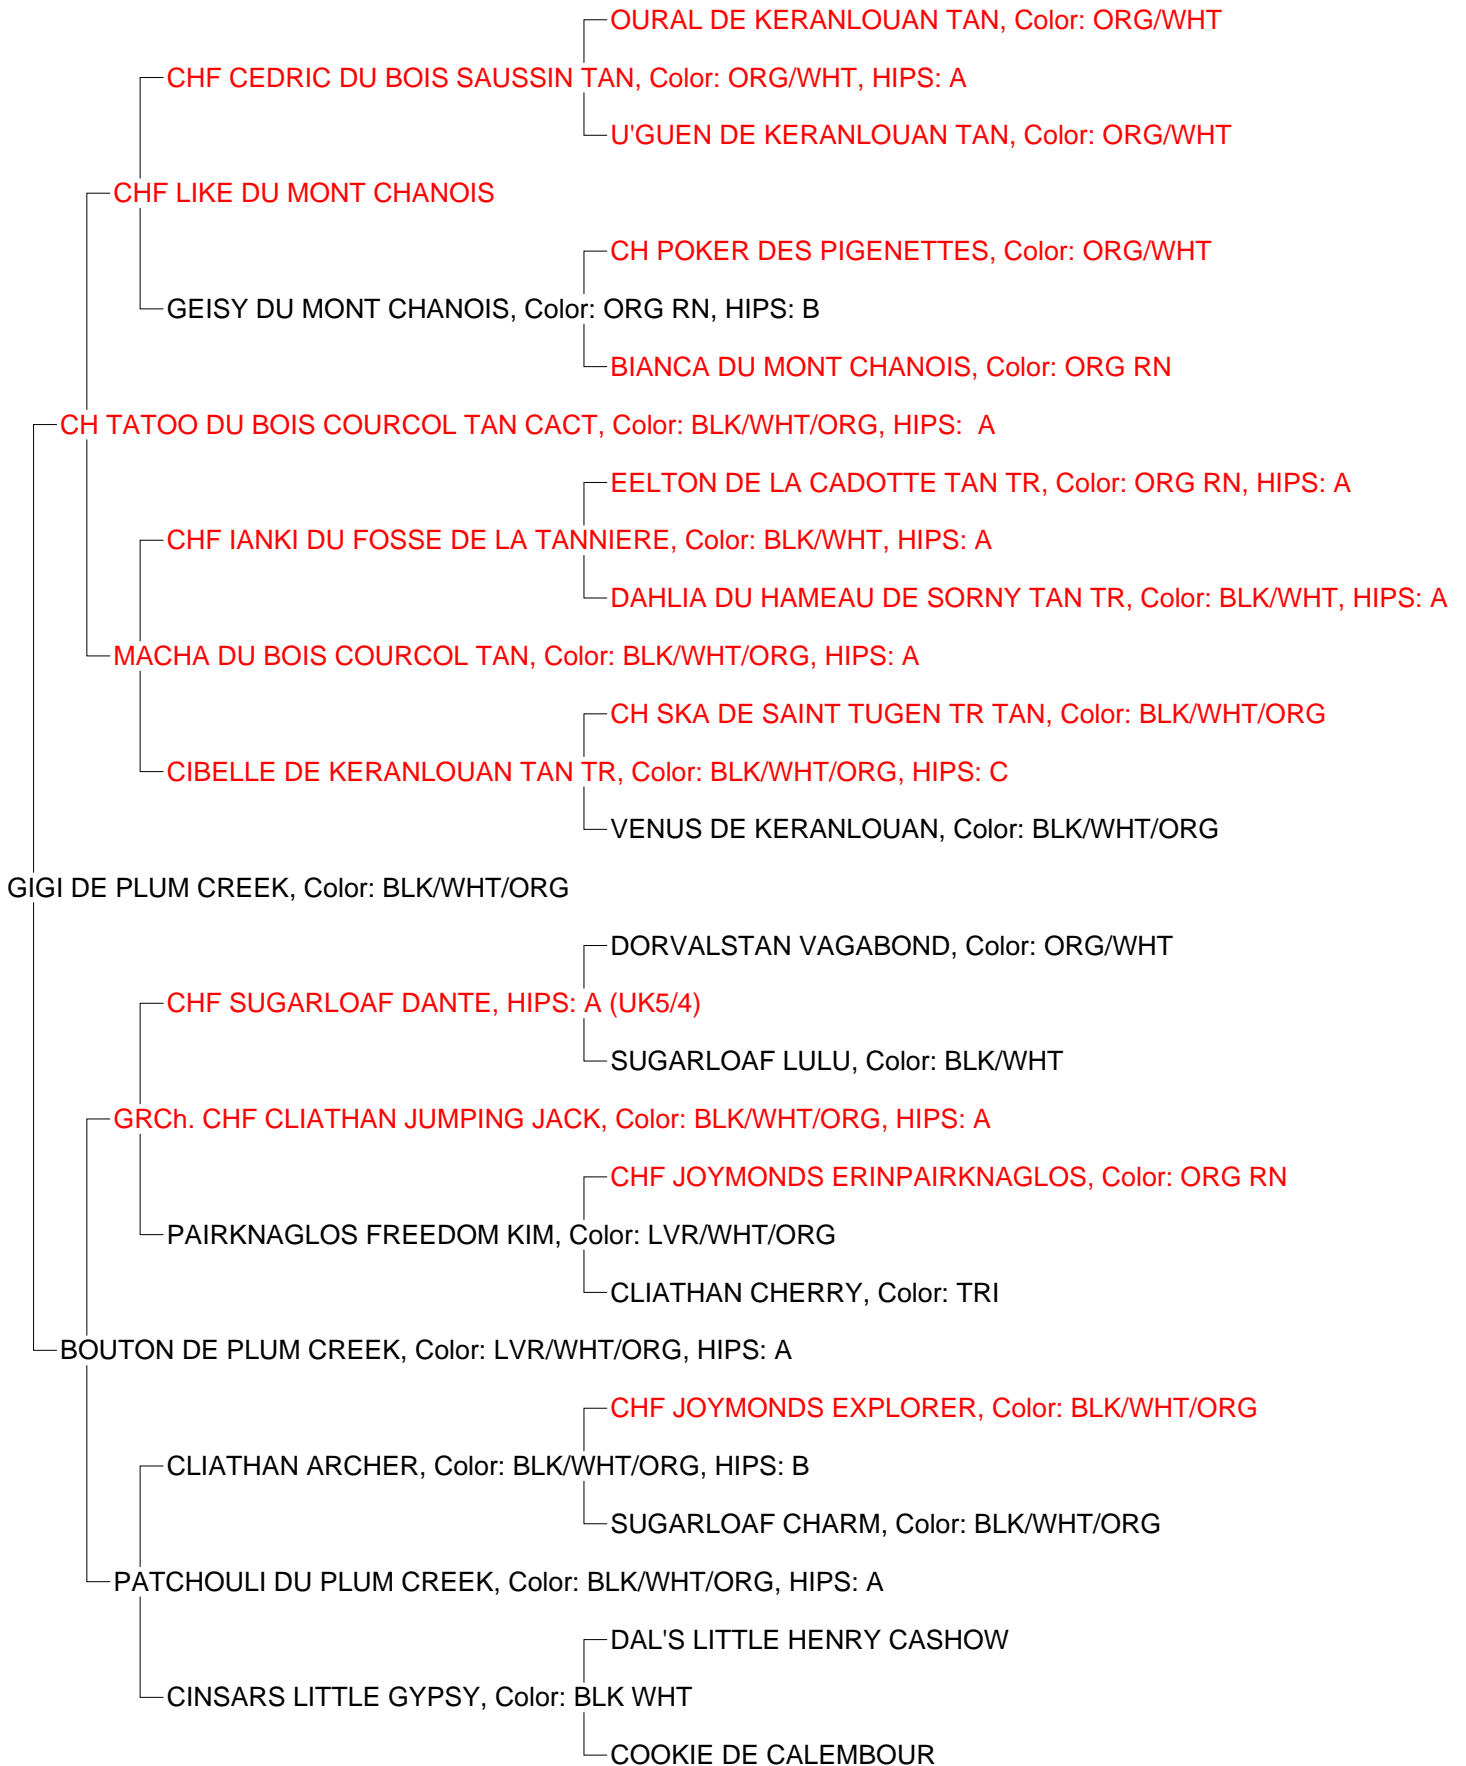 OURAL DE KERANLOUAN TAN, Color: ORG/WHT
CHF CEDRIC DU BOIS SAUSSIN TAN, Color: ORG/WHT, HIPS: A
U'GUEN DE KERANLOUAN TAN, Color: ORG/WHT
CHF LIKE DU MONT CHANOIS
CH POKER DES PIGENETTES, Color: ORG/WHT
GEISY DU MONT CHANOIS, Color: ORG RN, HIPS: B
BIANCA DU MONT CHANOIS, Color: ORG RN
CH TATOO DU BOIS COURCOL TAN CACT, Color: BLK/WHT/ORG, HIPS:  A
EELTON DE LA CADOTTE TAN TR, Color: ORG RN, HIPS: A
CHF IANKI DU FOSSE DE LA TANNIERE, Color: BLK/WHT, HIPS: A
DAHLIA DU HAMEAU DE SORNY TAN TR, Color: BLK/WHT, HIPS: A
MACHA DU BOIS COURCOL TAN, Color: BLK/WHT/ORG, HIPS: A
CH SKA DE SAINT TUGEN TR TAN, Color: BLK/WHT/ORG
CIBELLE DE KERANLOUAN TAN TR, Color: BLK/WHT/ORG, HIPS: C
VENUS DE KERANLOUAN, Color: BLK/WHT/ORG
GIGI DE PLUM CREEK, Color: BLK/WHT/ORG
DORVALSTAN VAGABOND, Color: ORG/WHT
CHF SUGARLOAF DANTE, HIPS: A (UK5/4)
SUGARLOAF LULU, Color: BLK/WHT
GRCh. CHF CLIATHAN JUMPING JACK, Color: BLK/WHT/ORG, HIPS: A
CHF JOYMONDS ERINPAIRKNAGLOS, Color: ORG RN
PAIRKNAGLOS FREEDOM KIM, Color: LVR/WHT/ORG
CLIATHAN CHERRY, Color: TRI
BOUTON DE PLUM CREEK, Color: LVR/WHT/ORG, HIPS: A
CHF JOYMONDS EXPLORER, Color: BLK/WHT/ORG
CLIATHAN ARCHER, Color: BLK/WHT/ORG, HIPS: B
SUGARLOAF CHARM, Color: BLK/WHT/ORG
PATCHOULI DU PLUM CREEK, Color: BLK/WHT/ORG, HIPS: A
DAL'S LITTLE HENRY CASHOW
CINSARS LITTLE GYPSY, Color: BLK WHT
COOKIE DE CALEMBOUR